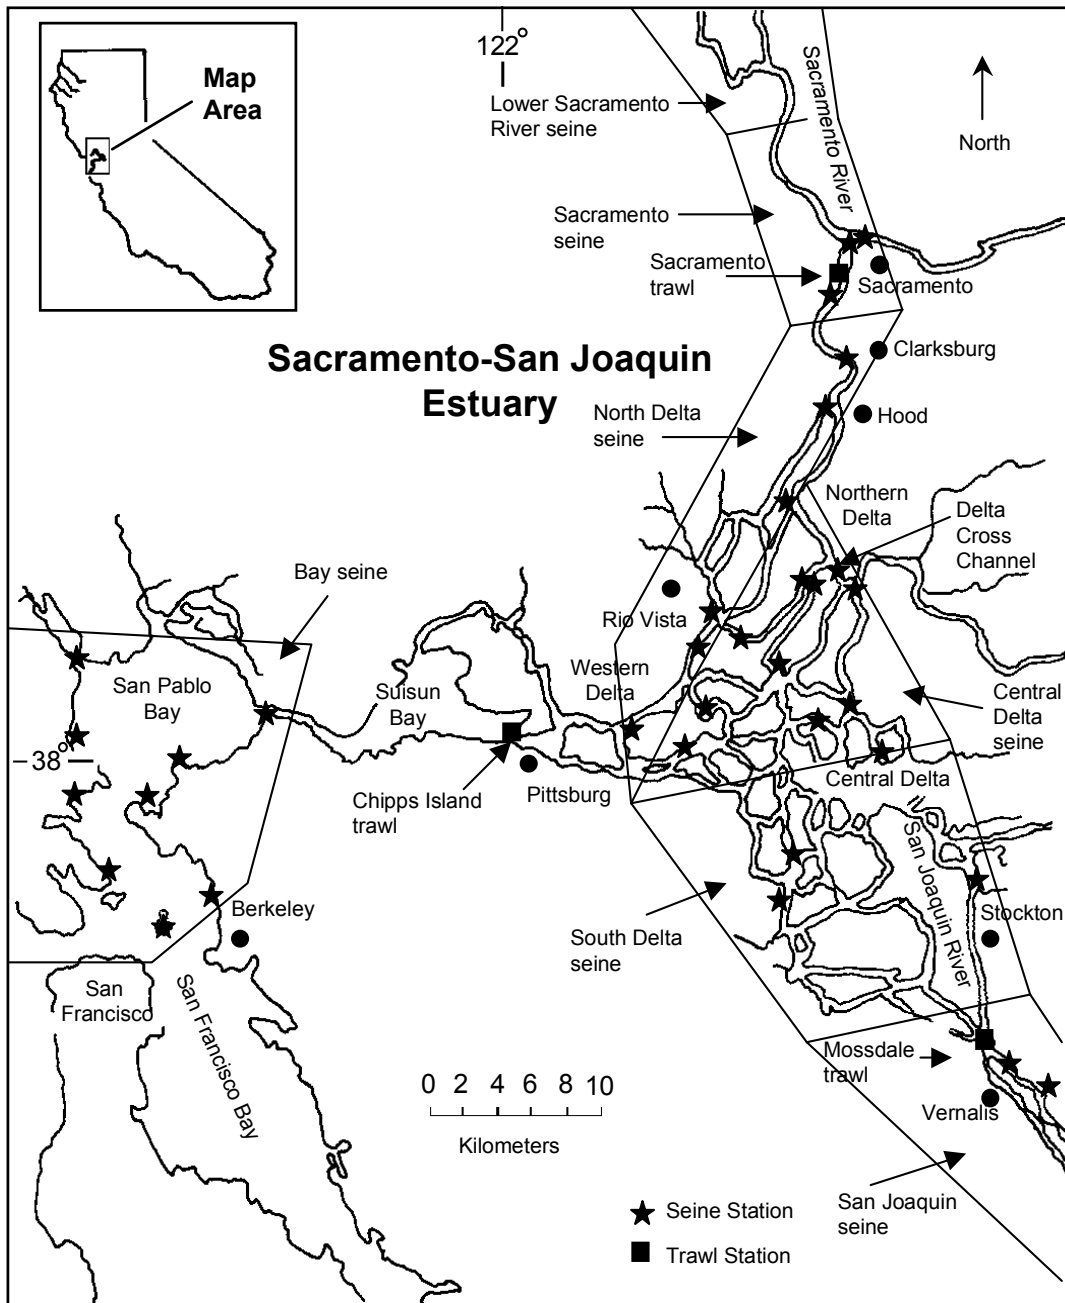 122°
Map
Area
Lower Sacramento
River seine
Sacramento River
North
Sacramento
seine
Sacramento
trawl
Sacramento
Sacramento-San Joaquin
Estuary
Clarksburg
North Delta
seine
Hood
Northern
Delta
Delta
Cross
Channel
Bay seine
Rio Vista
San Pablo
Bay
Suisun
Bay
Western
Delta
Central
Delta
seine
38°
Chipps Island
trawl
Pittsburg
Central Delta
San Joaquin River
Berkeley
South Delta
seine
Stockton
San
Francisco
San Francisco Bay
Mossdale
trawl
0 2 4 6 8 10
Kilometers
Vernalis
San Joaquin
seine
Seine Station
Trawl Station